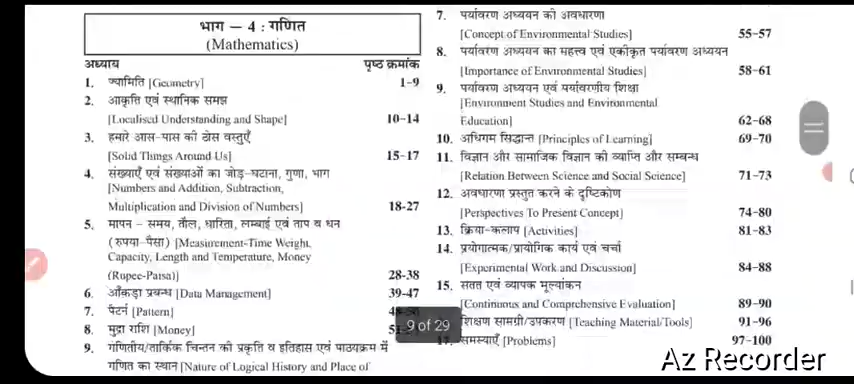 भाग — 4 : गणित
(Mathematics)
अध्याय पृष्ठ क्रमांक
1. ज्यामिति [Geometry] 1-9
2. आकृति एवं स्थानिक समझ
[Localised Understanding and Shape] 10-14
3. हमारे आस-पास की ठोस वस्तुएँ
[Solid Things Around Us] 15-17
4. संख्याएँ एवं संख्याओं का जोड़-घटाना, गुणा, भाग
[Numbers and Addition, Subtraction,
Multiplication and Division of Numbers] 18-27
5. मापन - समय, तौल, धारिता, लम्बाई एवं ताप व धन
(रुपया-पैसा) [Measurement-Time Weight,
Capacity, Length and Temperature, Money
(Rupee-Paisa)] 28-38
6. आँकड़ा प्रबन्ध [Data Management] 39-47
7. पैटर्न [Pattern]
8. मुद्रा राशि [Money]
9. गणितीय/तार्किक चिन्तन की प्रकृति व इतिहास एवं पाठ्यक्रम में
गणित का स्थान [Nature of Logical History and Place of
7. पर्यावरण अध्ययन की अवधारणा
[Concept of Environmental Studies] 55-57
8. पर्यावरण अध्ययन का महत्त्व एवं एकीकृत पर्यावरण अध्ययन
[Importance of Environmental Studies] 58-61
9. पर्यावरण अध्ययन एवं पर्यावरणीय शिक्षा
[Environment Studies and Environmental
Education] 62-68
10. अधिगम सिद्धान्त [Principles of Learning] 69-70
11. विज्ञान और सामाजिक विज्ञान की व्याप्ति और सम्बन्ध
[Relation Between Science and Social Science] 71-73
12. अवधारणा प्रस्तुत करने के दृष्टिकोण
[Perspectives To Present Concept] 74-80
13. क्रिया-कलाप [Activities] 81-83
14. प्रयोगात्मक/प्रायोगिक कार्य एवं चर्चा
[Experimental Work and Discussion] 84-88
15. सतत एवं व्यापक मूल्यांकन
[Continuous and Comprehensive Evaluation] 89-90
शिक्षण सामग्री/उपकरण [Teaching Material/Tools] 91-96
17. समस्याएँ [Problems] 97-100
9 of 29
Az Recorder